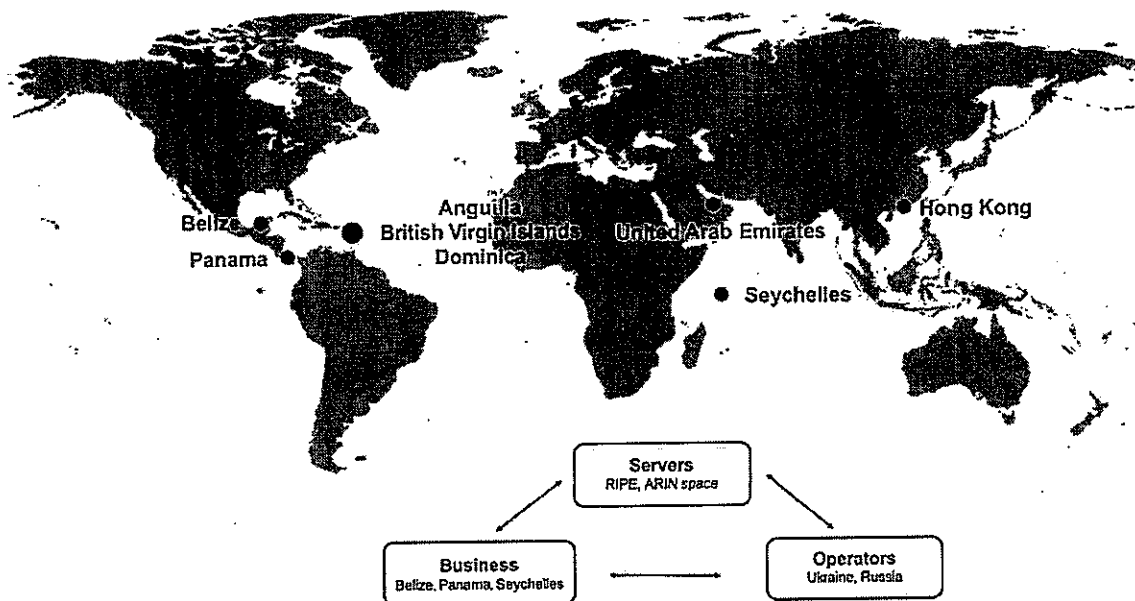 Anguilla
Belize
British Virgin Islands
United Arab Emirates
Hong Kong
Panama
Dominica
Seychelles
Servers
RIPE, ARIN space
Business
Belize, Panama, Seychelles
Operators
Ukraine, Russia